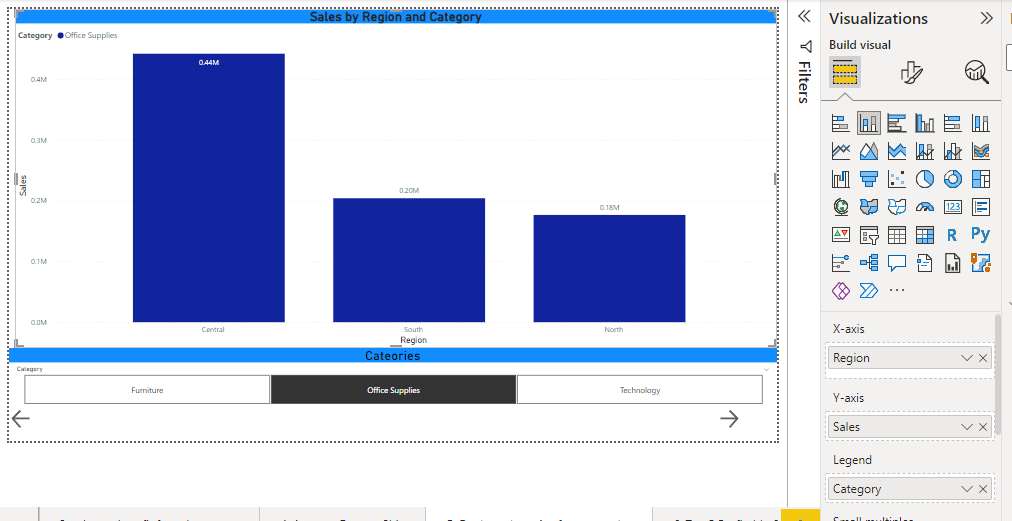 Sales by Region and Category
Category Office Supplies
0.44M
0.4M
0.3M
0.20M
0.2M
0.18M
0.1M
0.0M
Sales
Central South North
Region
Cateories
Category
Furniture Office Supplies Technology
Filters
Visualizations
Build visual
123
R Py
X-axis
Region
Y-axis
Sales
Legend
Category
Small multiples